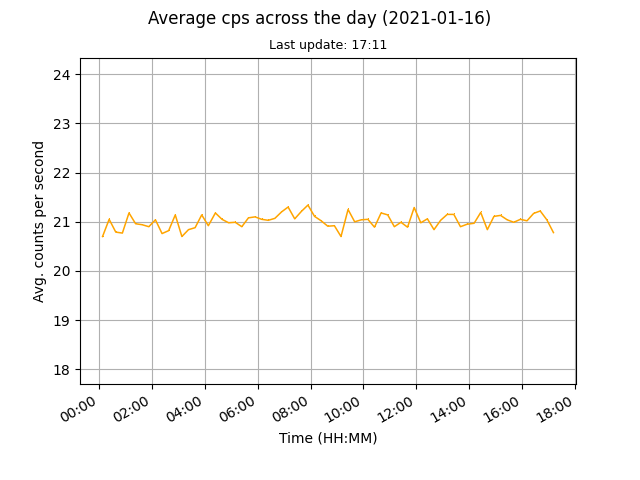 Average cps across the day (2021-01-16)
Last update: 17:11
24
23
22
21
20
19
18
Avg. counts per second
00:00 02:00 04:00 06:00 08:00 10:00 12:00 14:00 16:00 18:00
Time (HH:MM)